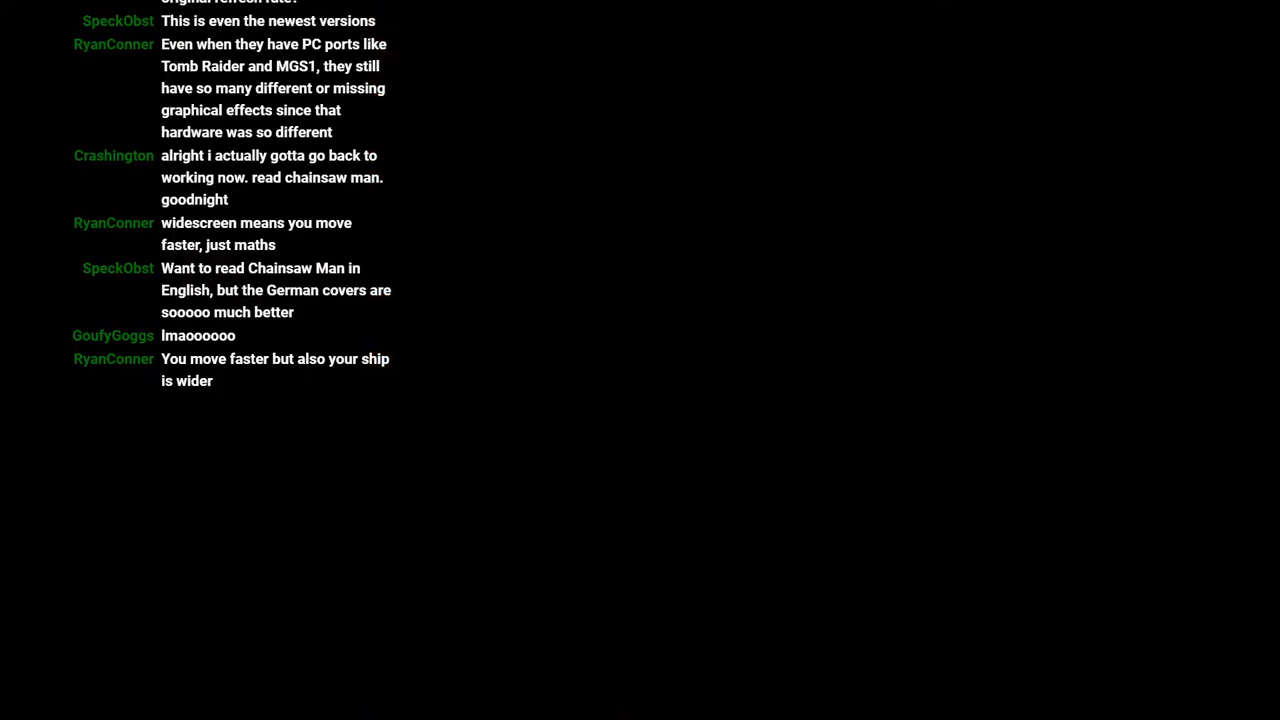 original refresh rate?
SpeckObst This is even the newest versions
RyanConner Even when they have PC ports like
Tomb Raider and MGS1, they still
have so many different or missing
graphical effects since that
hardware was so different
Crashington alright i actually gotta go back to
working now. read chainsaw man.
goodnight
RyanConner widescreen means you move
faster, just maths
SpeckObst Want to read Chainsaw Man in
English, but the German covers are
sooooo much better
GoufyGoggs lmaoooooo
RyanConner You move faster but also your ship
is wider